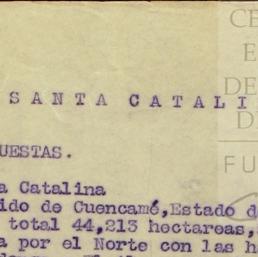 CE
E
SANTA CATALI
DE
DE
UESTAS.
FU
a Catalina
ido de Cuencamé,Estado d
total 44,213 hectareas,
a por el Norte con las h